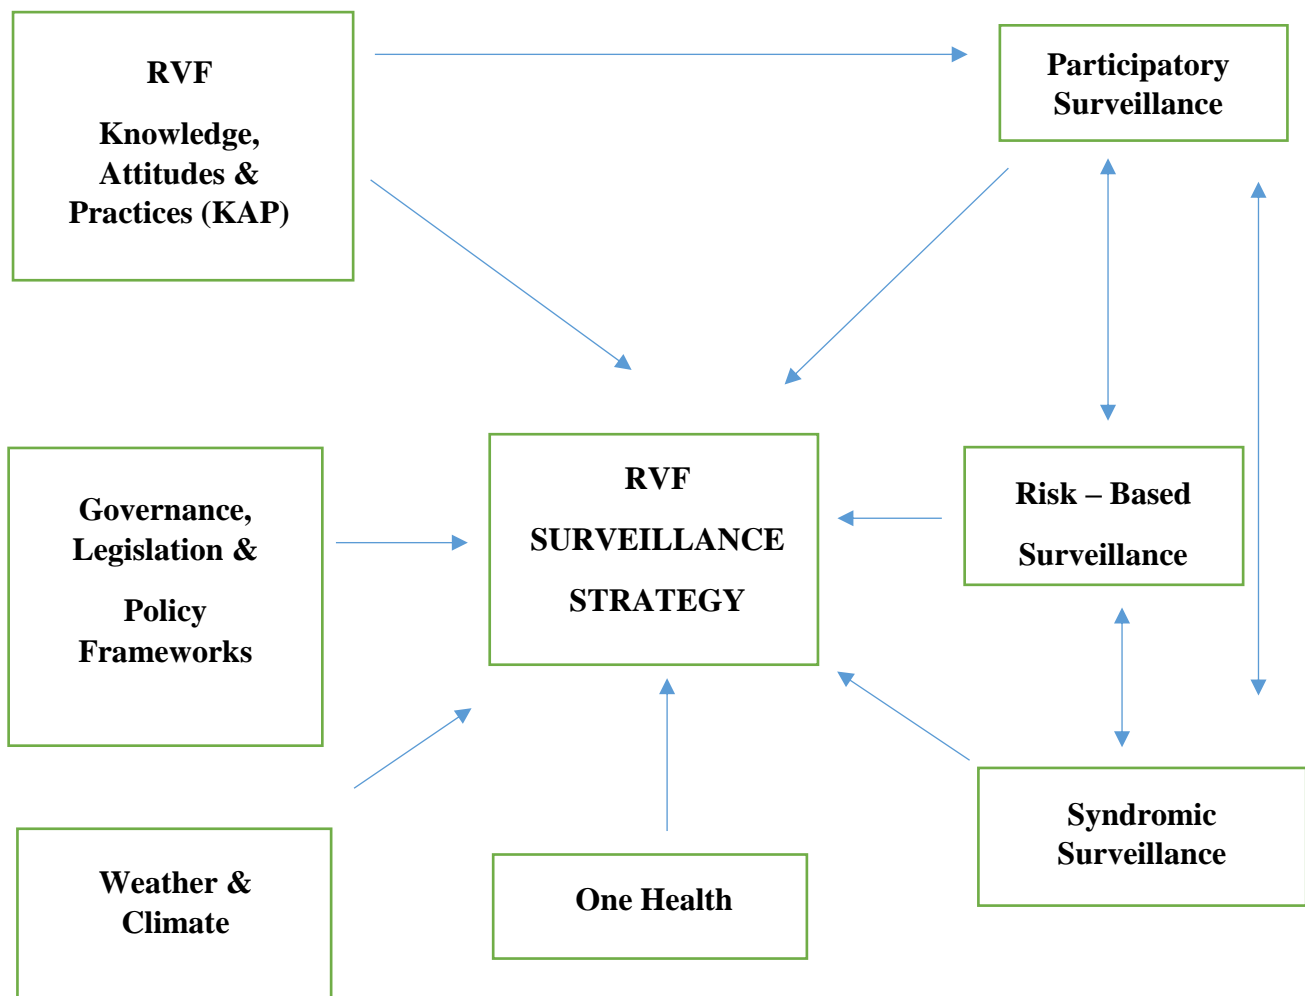 RVF
Knowledge,
Attitudes &
Practices (KAP)
Participatory
Surveillance
Governance,
Legislation &
Policy
Frameworks
RVF
SURVEILLANCE
STRATEGY
Risk – Based
Surveillance
Weather &
Climate
One Health
Syndromic
Surveillance